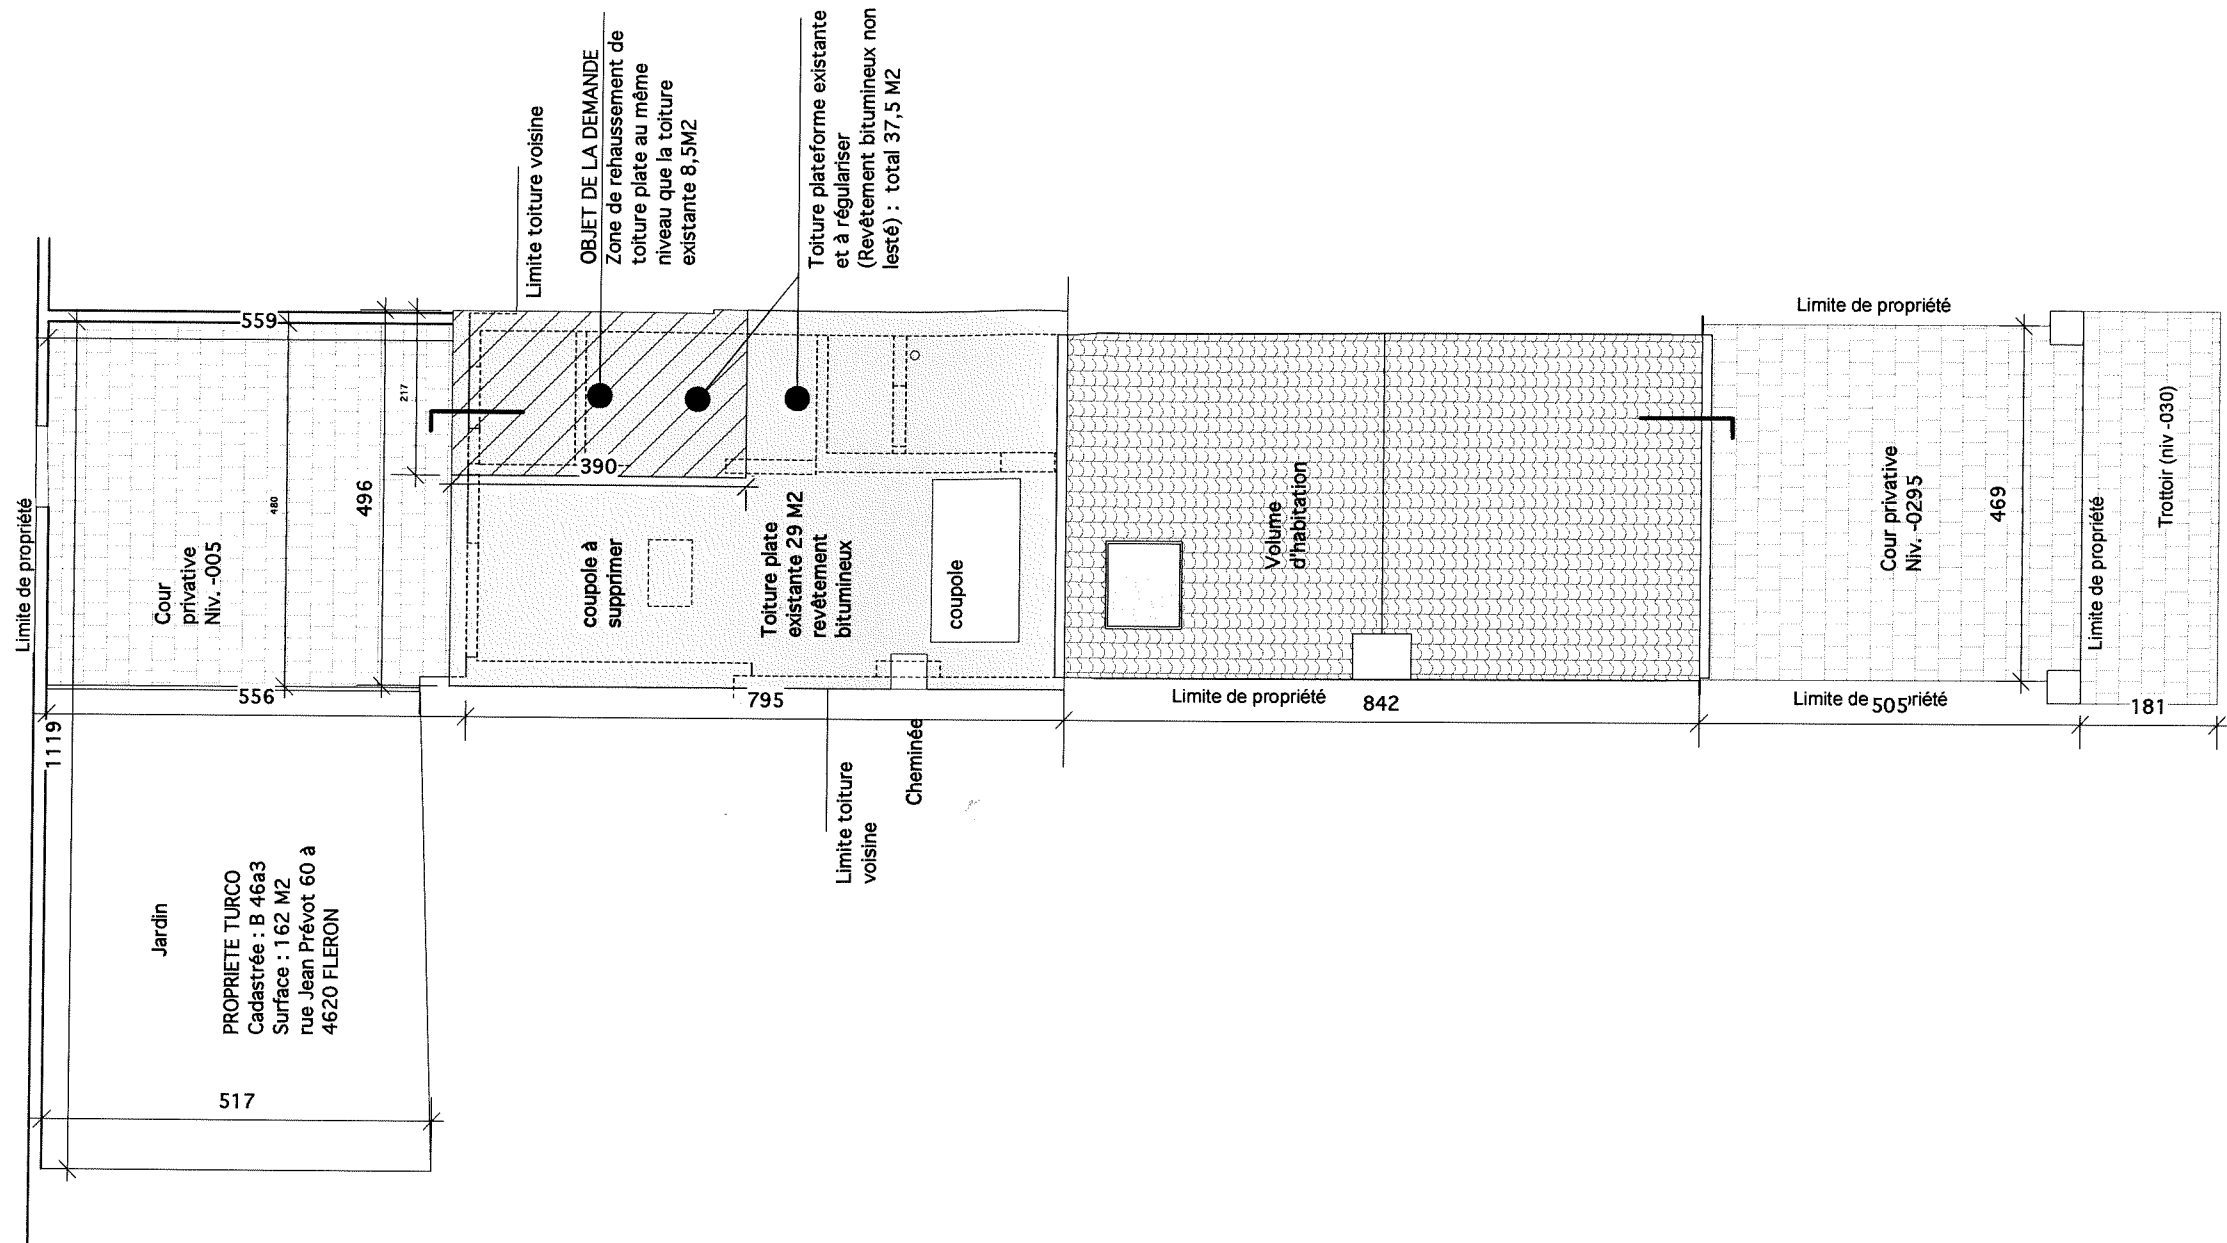 Limite de propriété
Cour
privative
Niv. -005
559
556
480
496
217
1119
517
Jardin
PROPRIETE TURCO
Cadastrée : B 46a3
Surface : 162 M2
rue Jean Prévot 60 à
4620 FLERON
Limite toiture voisine
OBJET DE LA DEMANDE
Zone de rehaussement de
toiture plate au même
niveau que la toiture
existante 8,5M2
Toiture plateforme existante
et à régulariser
(Revêtement bitumineux non
lesté) : total 37,5 M2
390
coupole à
supprimer
Toiture plate
existante 29 M2
revêtement
bitumineux
coupole
795
Limite toiture
voisine
Cheminée
Volume
d'habitation
Limite de propriété
842
Limite de propriété
Cour privative
Niv. -0295
469
Limite de 505 riété
Limite de propriété
Trottoir (niv -030)
181